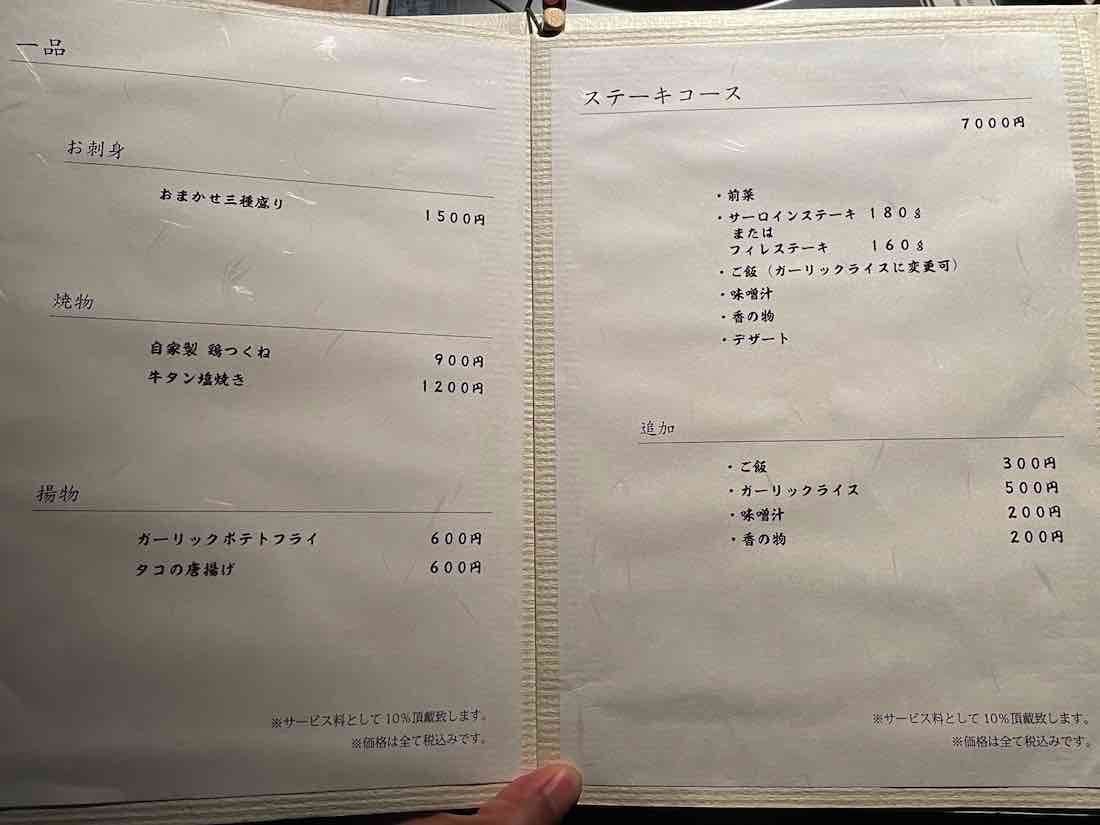 一品
お刺身
おまかせ三種盛り 1500円
焼物
自家製 鶏つくね 900円
牛タン塩焼き 1200円
揚物
ガーリックポテトフライ 600円
タコの唐揚げ 600円
※サービス料として10%頂戴致します。
※価格は全て税込みです。
ステーキコース
7000円
・前菜
・サーロインステーキ 180g
または
フィレステーキ 160g
・ご飯(ガーリックライスに変更可)
・味噌汁
・香の物
・デザート
追加
・ご飯 300円
・ガーリックライス 500円
・味噌汁 200円
・香の物 200円
※サービス料として10%頂戴致します。
※価格は全て税込みです。